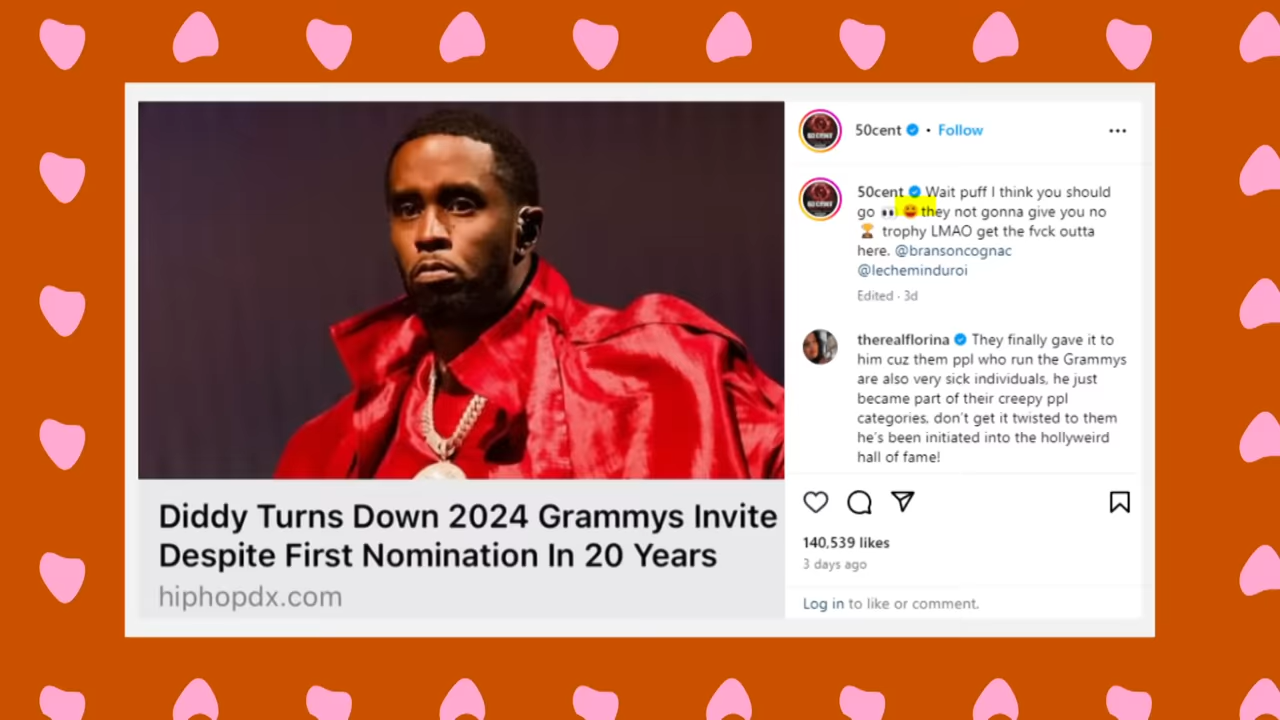 Diddy Turns Down 2024 Grammys Invite
Despite First Nomination In 20 Years
hiphopdx.com
50cent • Follow
50cent Wait puff I think you should
go 👀 😡 they not gonna give you no
🏆 trophy LMAO get the fvck outta
here. @bransoncognac
@lecheminduroi
Edited · 3d
therealflorina They finally gave it to
him cuz them ppl who run the Grammys
are also very sick individuals, he just
became part of their creepy ppl
categories, don't get it twisted to them
he's been initiated into the hollyweird
hall of fame!
140,539 likes
3 days ago
Log in to like or comment.